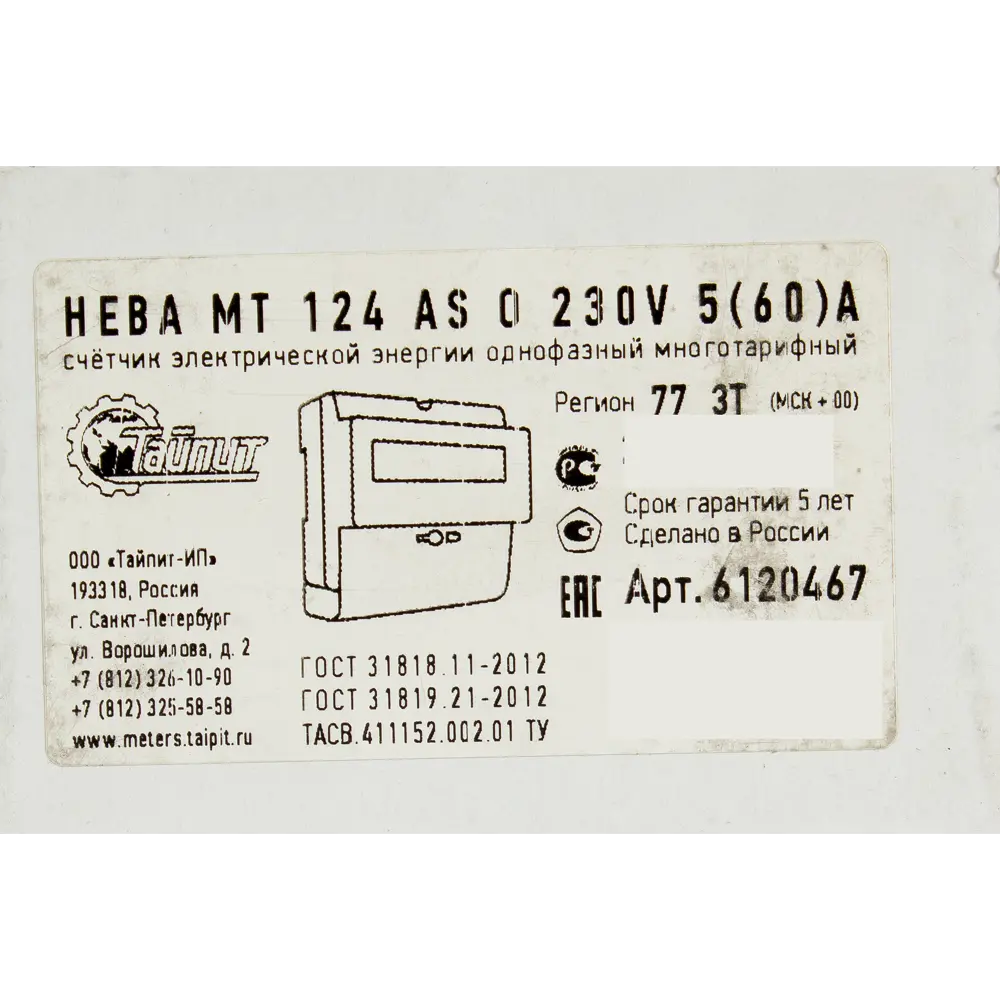 НЕВА МТ 124 AS O 230V 5(60)A
счётчик электрической энергии однофазный многотарифный
Тайпит
Регион 77 3Т (МСК + 00)
РС
Срок гарантии 5 лет
Сделано в России
ЕАС Арт. 6120467
ООО «Тайпит-ИП»
193318, Россия
г. Санкт-Петербург
ул. Ворошилова, д. 2
+7 (812) 326-10-90
+7 (812) 325-58-58
www.meters.taipit.ru
ГОСТ 31818.11-2012
ГОСТ 31819.21-2012
ТАСВ.411152.002.01 ТУ